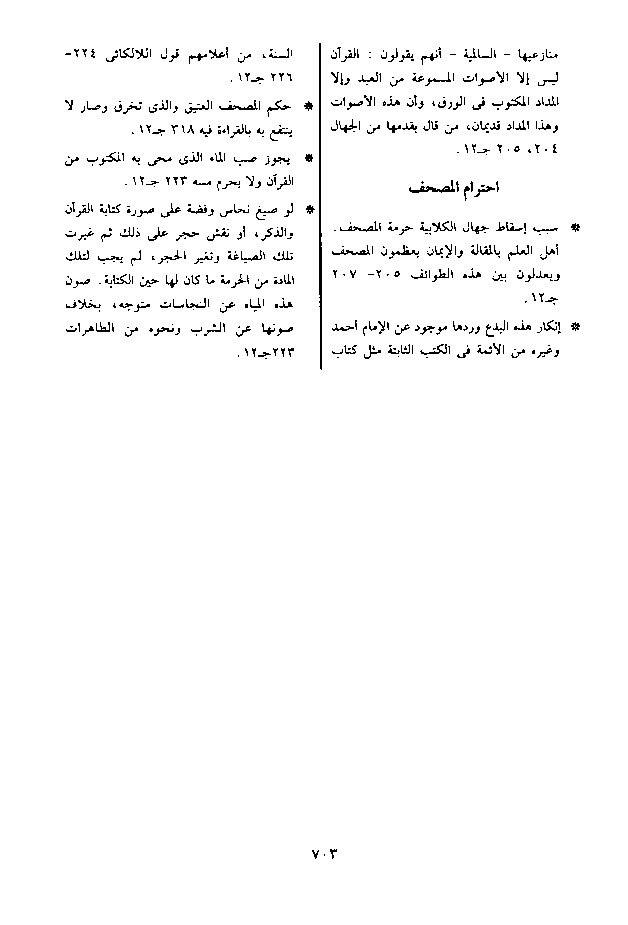 منازعيها - السالمية - أنهم يقولون : القرآن
ليس إلا الأصوات المسموعة من العبد وإلا
المداد المكتوب فى الورق، وأن هذه الأصوات
وهذا المداد قديمان، من قال بقدمها من الجهال
٢٠٤، ٢٠٥ جـ١٢ .
احترام المصحف
* سبب إسقاط جهال الكلابية حرمة المصحف .
أهل العلم بالمقالة والإيمان يعظمون المصحف
ويعدلون بين هذه الطوائف ٢٠٥- ٢٠٧
جـ١٢ .
* إنكار هذه البدع وردها موجود عن الإمام أحمد
وغيره من الأئمة فى الكتب الثابتة مثل كتاب
السنة، من أعلامهم قول اللالكائى ٢٢٤-
٢٢٦ جـ١٢ .
* حكم المصحف العتيق والذى تخرق وصار لا
ينتفع به بالقراءة فيه ٣١٨ جـ١٢ .
* يجوز صب الماء الذى محى به المكتوب من
القرآن ولا يحرم مسه ٢٢٣ جـ١٢ .
* لو صيغ نحاس وفضة على صورة كتابة القرآن
والذكر، أو نقش حجر على ذلك ثم غيرت
تلك الصياغة وتغير الحجر، لم يجب لتلك
المادة من الحرمة ما كان لها حين الكتابة . صون
هذه المياه عن النجاسات متوجه، بخلاف
صونها عن الشرب ونحوه من الطاهرات
٢٢٣جـ١٢ .
٧٠٣